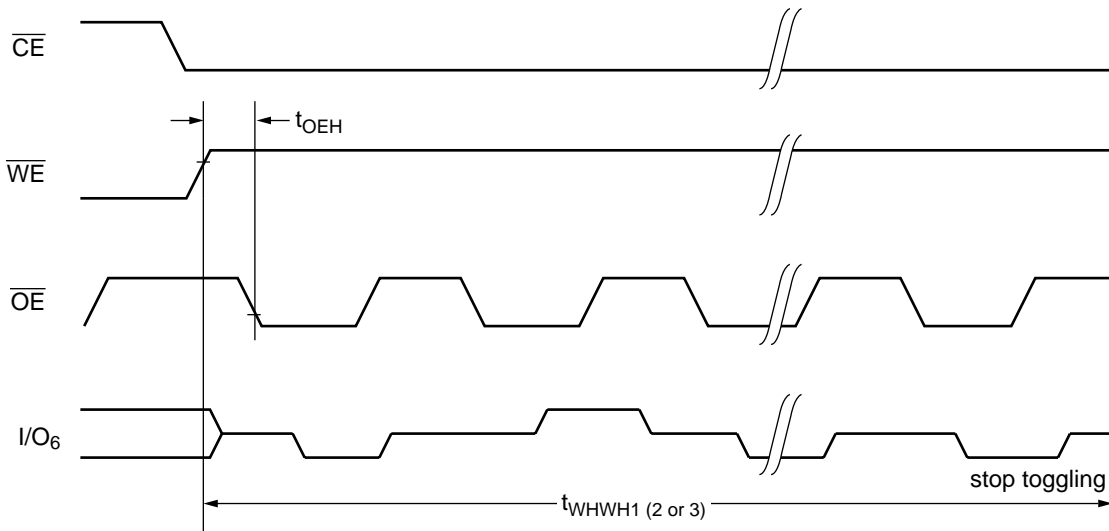 CE
tOEH
WE
OE
I/O6
stop toggling
tWHWH1 (2 or 3)